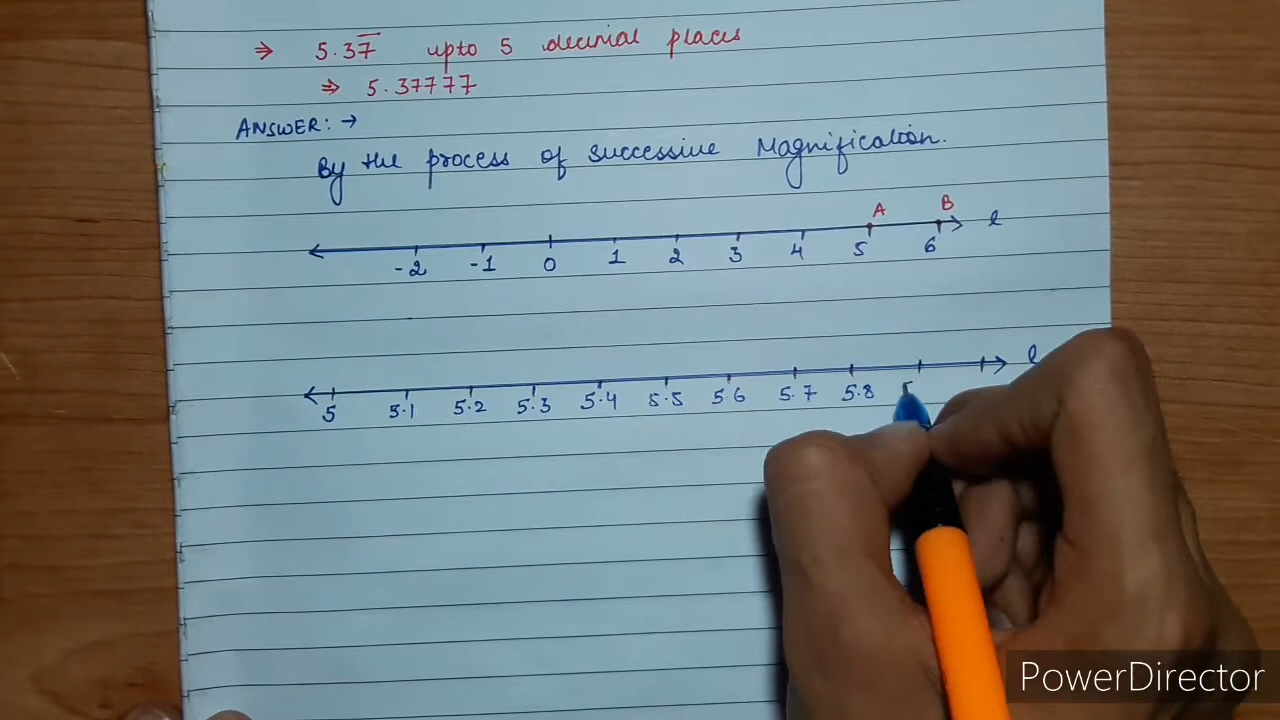 ⇒ 5.37̅ upto 5 decimal places
⇒ 5.37777
ANSWER: →
By the process of successive Magnification.
A B
l
-2 -1 0 1 2 3 4 5 6
l
5 5.1 5.2 5.3 5.4 5.5 5.6 5.7 5.8
PowerDirector